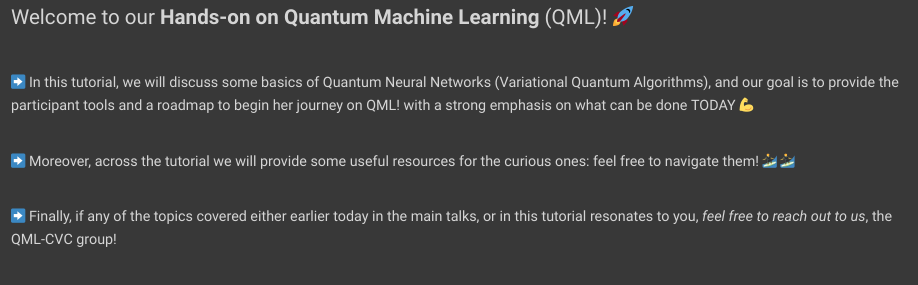 Welcome to our Hands-on on Quantum Machine Learning (QML)! 🚀
➡️ In this tutorial, we will discuss some basics of Quantum Neural Networks (Variational Quantum Algorithms), and our goal is to provide the
participant tools and a roadmap to begin her journey on QML! with a strong emphasis on what can be done TODAY 💪
➡️ Moreover, across the tutorial we will provide some useful resources for the curious ones: feel free to navigate them! 🌠🌠
➡️ Finally, if any of the topics covered either earlier today in the main talks, or in this tutorial resonates to you, feel free to reach out to us, the
QML-CVC group!